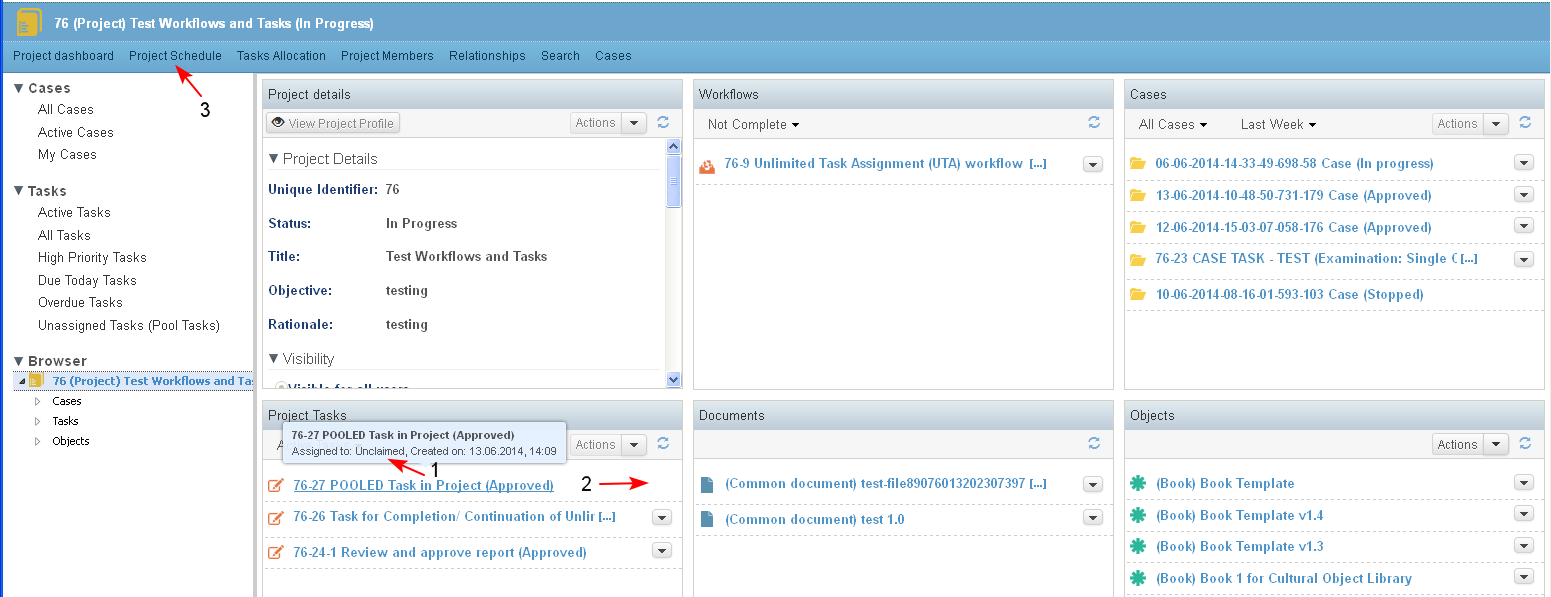 76 (Project) Test Workflows and Tasks (In Progress)
Project dashboard Project Schedule Tasks Allocation Project Members Relationships Search Cases
3
Cases
All Cases
Active Cases
My Cases
Tasks
Active Tasks
All Tasks
High Priority Tasks
Due Today Tasks
Overdue Tasks
Unassigned Tasks (Pool Tasks)
Browser
76 (Project) Test Workflows and Ta
Cases
Tasks
Objects
Project details
View Project Profile Actions
Project Details
Unique Identifier: 76
Status: In Progress
Title: Test Workflows and Tasks
Objective: testing
Rationale: testing
Visibility
Visible for all users
Workflows
Not Complete
76-9 Unlimited Task Assignment (UTA) workflow [...]
Cases
All Cases Last Week Actions
06-06-2014-14-33-49-698-58 Case (In progress)
13-06-2014-10-48-50-731-179 Case (Approved)
12-06-2014-15-03-07-058-176 Case (Approved)
76-23 CASE TASK - TEST (Examination: Single C[...]
10-06-2014-08-16-01-593-103 Case (Stopped)
Project Tasks
76-27 POOLED Task in Project (Approved)
Assigned to: Unclaimed, Created on: 13.06.2014, 14:09
Actions
1
76-27 POOLED Task in Project (Approved)
2
76-26 Task for Completion/ Continuation of Unlir [...]
76-24-1 Review and approve report (Approved)
Documents
(Common document) test-file89076013202307397 [...]
(Common document) test 1.0
Objects
Actions
(Book) Book Template
(Book) Book Template v1.4
(Book) Book Template v1.3
(Book) Book 1 for Cultural Object Library